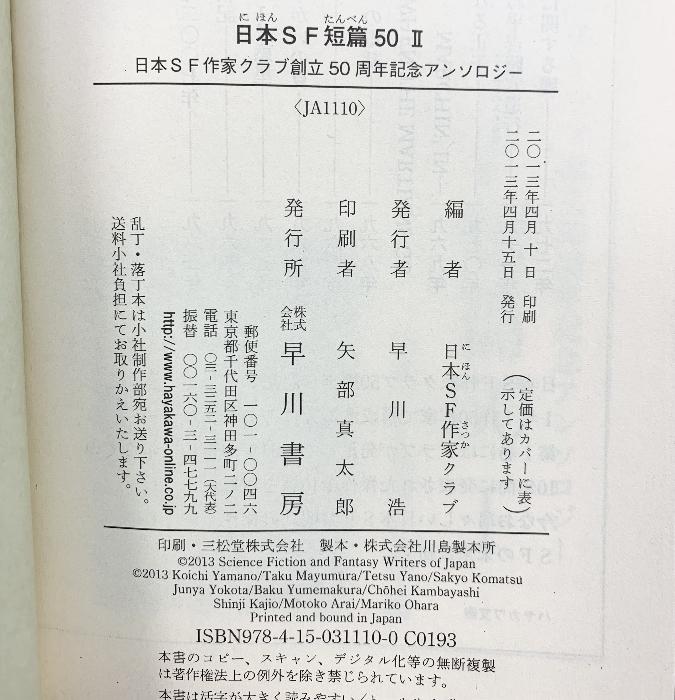 にほん たんぺん
日本SF短篇50 Ⅱ
日本SF作家クラブ創立50周年記念アンソロジー
〈JA1110〉
二〇一三年四月 十 日 印刷
二〇一三年四月十五日 発行
(定価はカバーに表
示してあります)
編者 日本SF作家クラブ
にほん さっか
発行者 早川 浩
印刷者 矢部真太郎
発行所 株式会社 早川書房
郵便番号 一〇一-〇〇四六
東京都千代田区神田多町二ノ二
電話 〇三-三二五二-三一一一(大代表)
振替 〇〇一六〇-三-四七七九九
http://www.hayakawa-online.co.jp
乱丁・落丁本は小社制作部宛お送り下さい。
送料小社負担にてお取りかえいたします。
印刷・三松堂株式会社 製本・株式会社川島製本所
©2013 Science Fiction and Fantasy Writers of Japan
©2013 Koichi Yamano/Taku Mayumura/Tetsu Yano/Sakyo Komatsu
Junya Yokota/Baku Yumemakura/Chōhei Kambayashi
Shinji Kajio/Motoko Arai/Mariko Ohara
Printed and bound in Japan
ISBN978-4-15-031110-0 C0193
本書のコピー、スキャン、デジタル化等の無断複製
は著作権法上の例外を除き禁じられています。